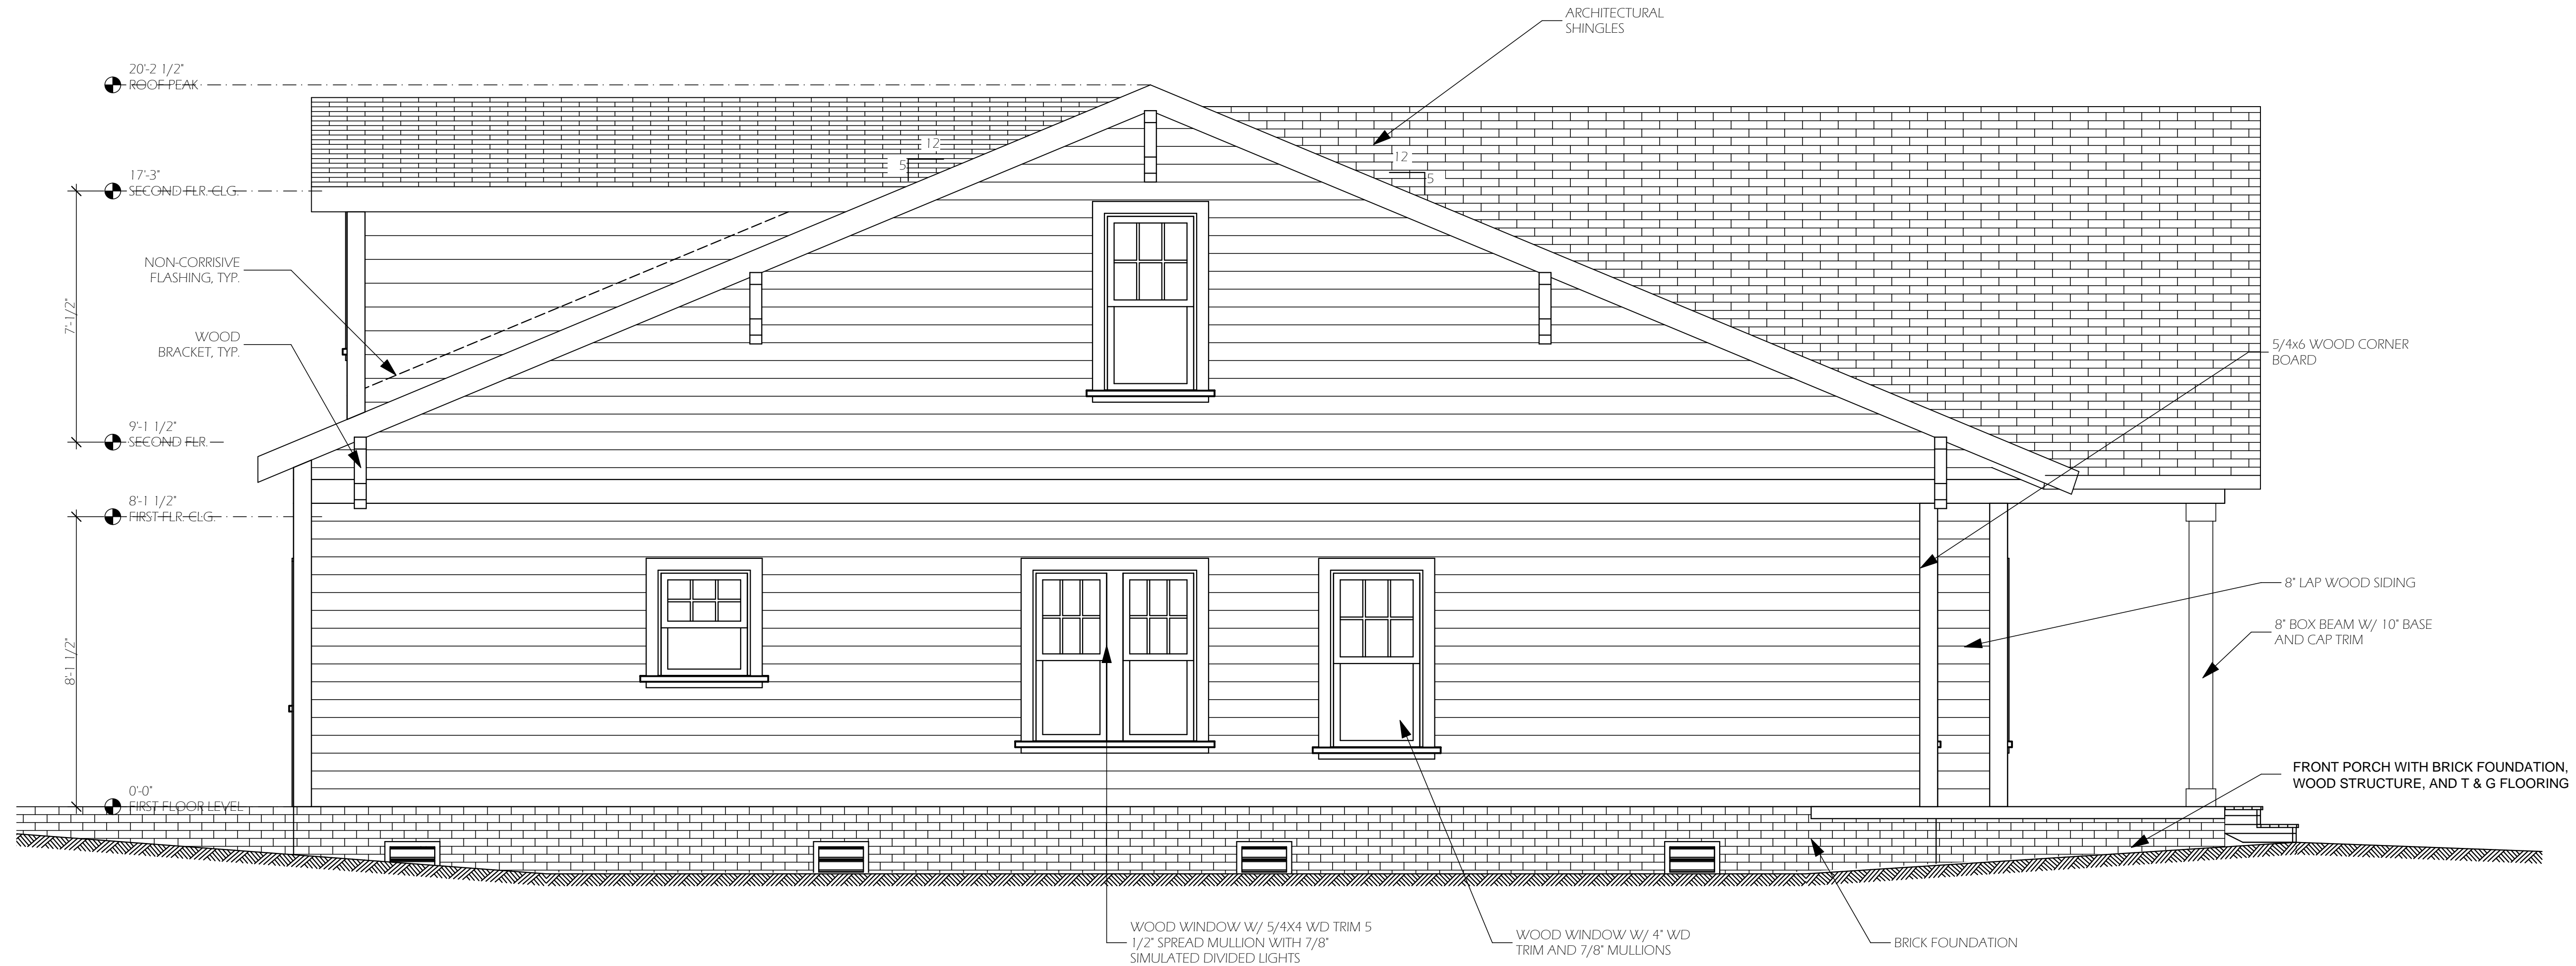 ARCHITECTURAL
SHINGLES
20'-2 1/2"
ROOF PEAK
12
5
12
5
17'-3"
SECOND FLR. CLG.
NON-CORRISIVE
FLASHING, TYP.
7'-1/2"
WOOD
BRACKET, TYP.
5/4x6 WOOD CORNER
BOARD
9'-1 1/2"
SECOND FLR.
8'-1 1/2"
FIRST FLR. CLG.
8" LAP WOOD SIDING
8" BOX BEAM W/ 10" BASE
AND CAP TRIM
8'-1 1/2"
FRONT PORCH WITH BRICK FOUNDATION,
WOOD STRUCTURE, AND T & G FLOORING
0'-0"
FIRST FLOOR LEVEL
WOOD WINDOW W/ 5/4X4 WD TRIM 5
1/2" SPREAD MULLION WITH 7/8"
SIMULATED DIVIDED LIGHTS
WOOD WINDOW W/ 4" WD
TRIM AND 7/8" MULLIONS
BRICK FOUNDATION